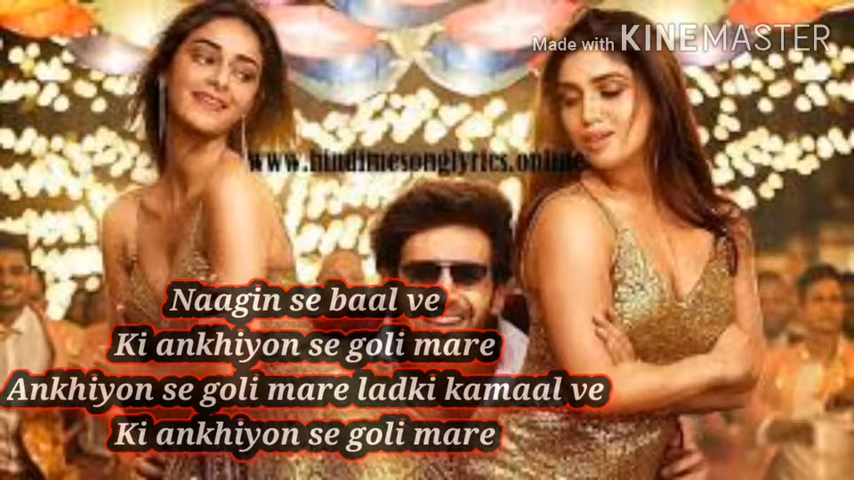 Made with KINEMASTER
www.hindimesonglyrics.online
Naagin se baal ve
Ki ankhiyon se goli mare
Ankhiyon se goli mare ladki kamaal ve
Ki ankhiyon se goli mare